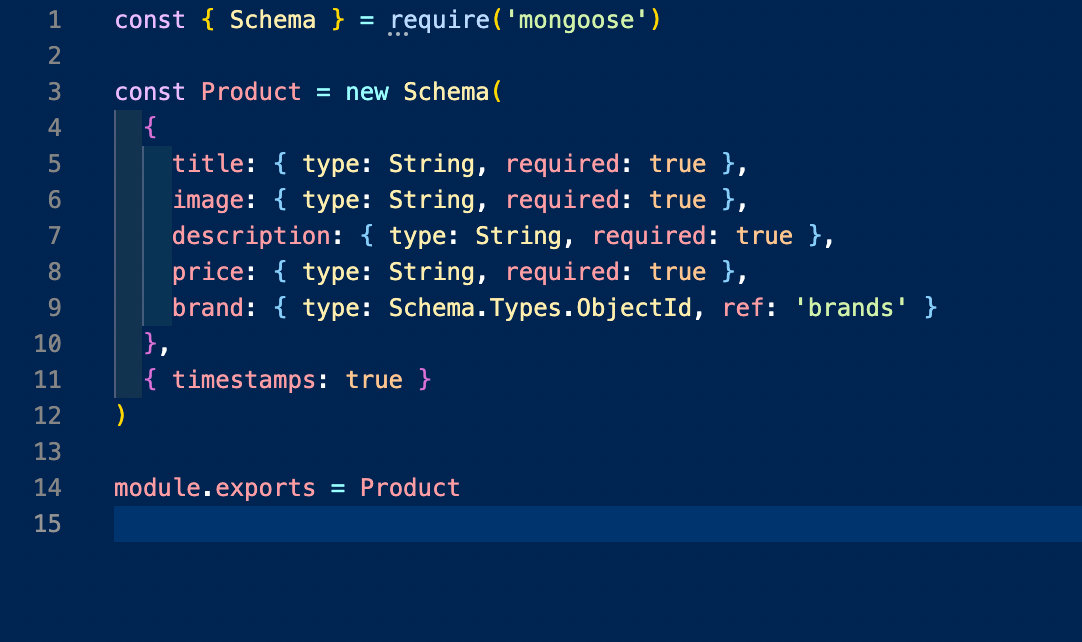 1 const { Schema } = require('mongoose')
2
3 const Product = new Schema(
4 {
5 title: { type: String, required: true },
6 image: { type: String, required: true },
7 description: { type: String, required: true },
8 price: { type: String, required: true },
9 brand: { type: Schema.Types.ObjectId, ref: 'brands' }
10 },
11 { timestamps: true }
12 )
13
14 module.exports = Product
15